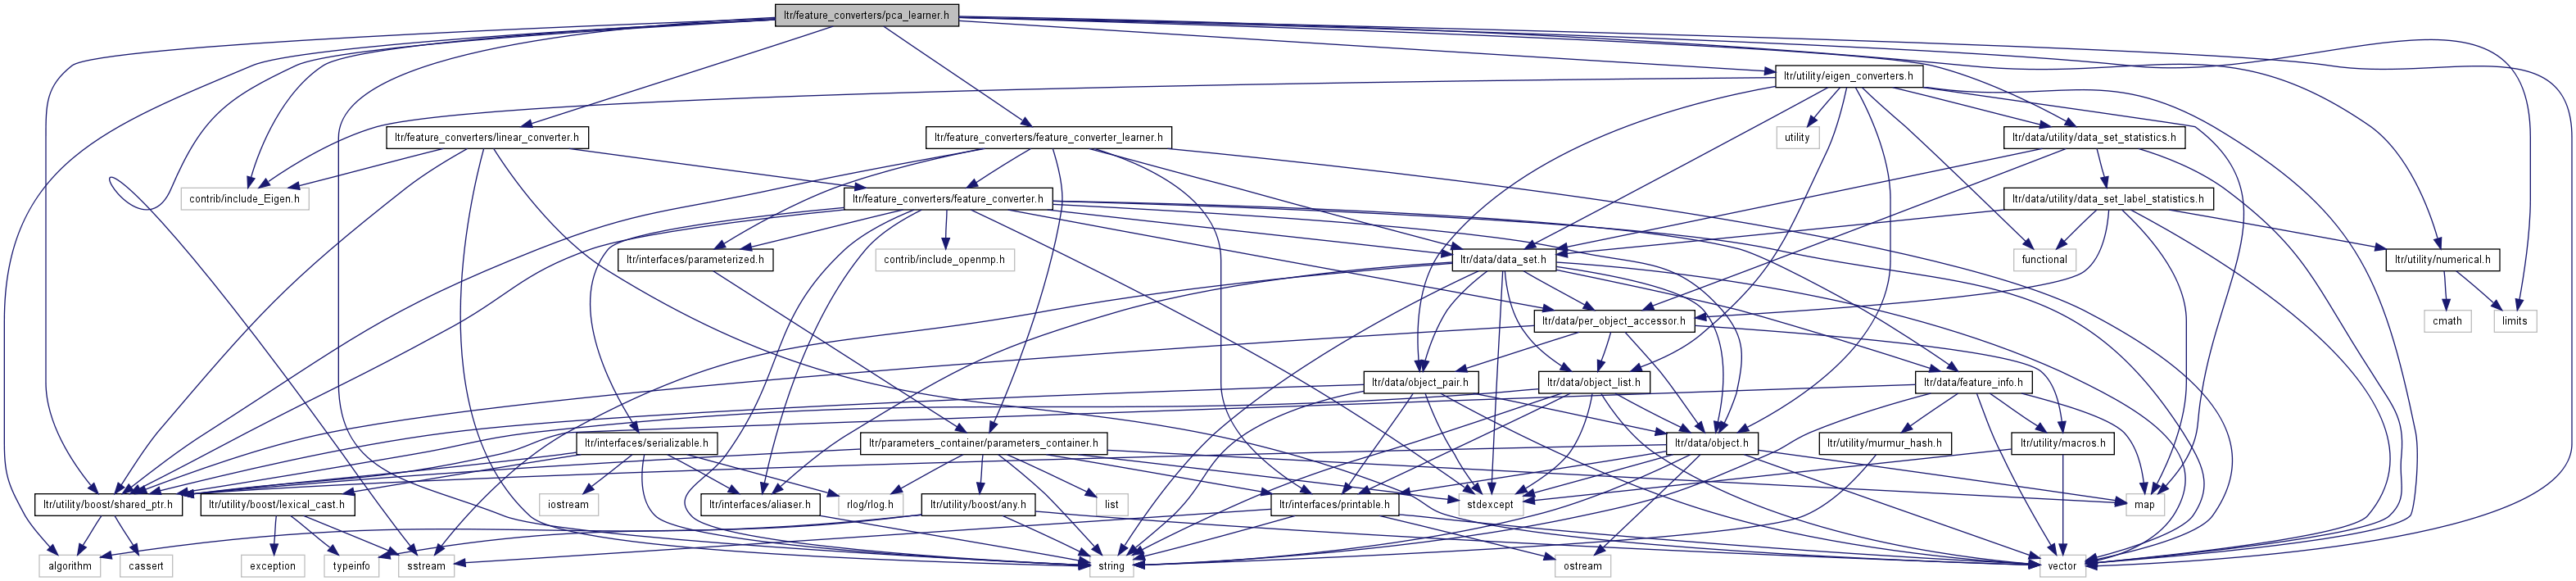 ltr/feature_converters/pca_learner.h
ltr/utility/eigen_converters.h
ltr/feature_converters/linear_converter.h
ltr/feature_converters/feature_converter_learner.h
utility
ltr/data/utility/data_set_statistics.h
contrib/include_Eigen.h
ltr/feature_converters/feature_converter.h
ltr/data/utility/data_set_label_statistics.h
ltr/interfaces/parameterized.h
contrib/include_openmp.h
ltr/data/data_set.h
functional
ltr/utility/numerical.h
ltr/data/per_object_accessor.h
cmath
limits
ltr/data/object_pair.h
ltr/data/object_list.h
ltr/data/feature_info.h
ltr/interfaces/serializable.h
ltr/parameters_container/parameters_container.h
ltr/data/object.h
ltr/utility/murmur_hash.h
ltr/utility/macros.h
ltr/utility/boost/shared_ptr.h
ltr/utility/boost/lexical_cast.h
iostream
ltr/interfaces/aliaser.h
rlog/rlog.h
ltr/utility/boost/any.h
list
ltr/interfaces/printable.h
stdexcept
map
algorithm
cassert
exception
typeinfo
sstream
string
ostream
vector